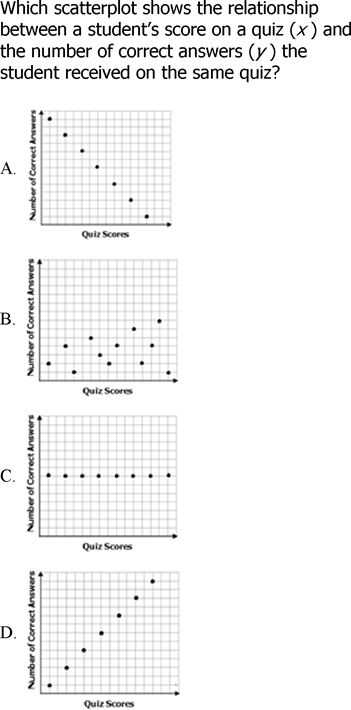 Which scatterplot shows the relationship
between a student’s score on a quiz (x) and
the number of correct answers (y) the
student received on the same quiz?
A.
Number of Correct Answers
Quiz Scores
B.
Number of Correct Answers
Quiz Scores
C.
Number of Correct Answers
Quiz Scores
D.
Number of Correct Answers
Quiz Scores